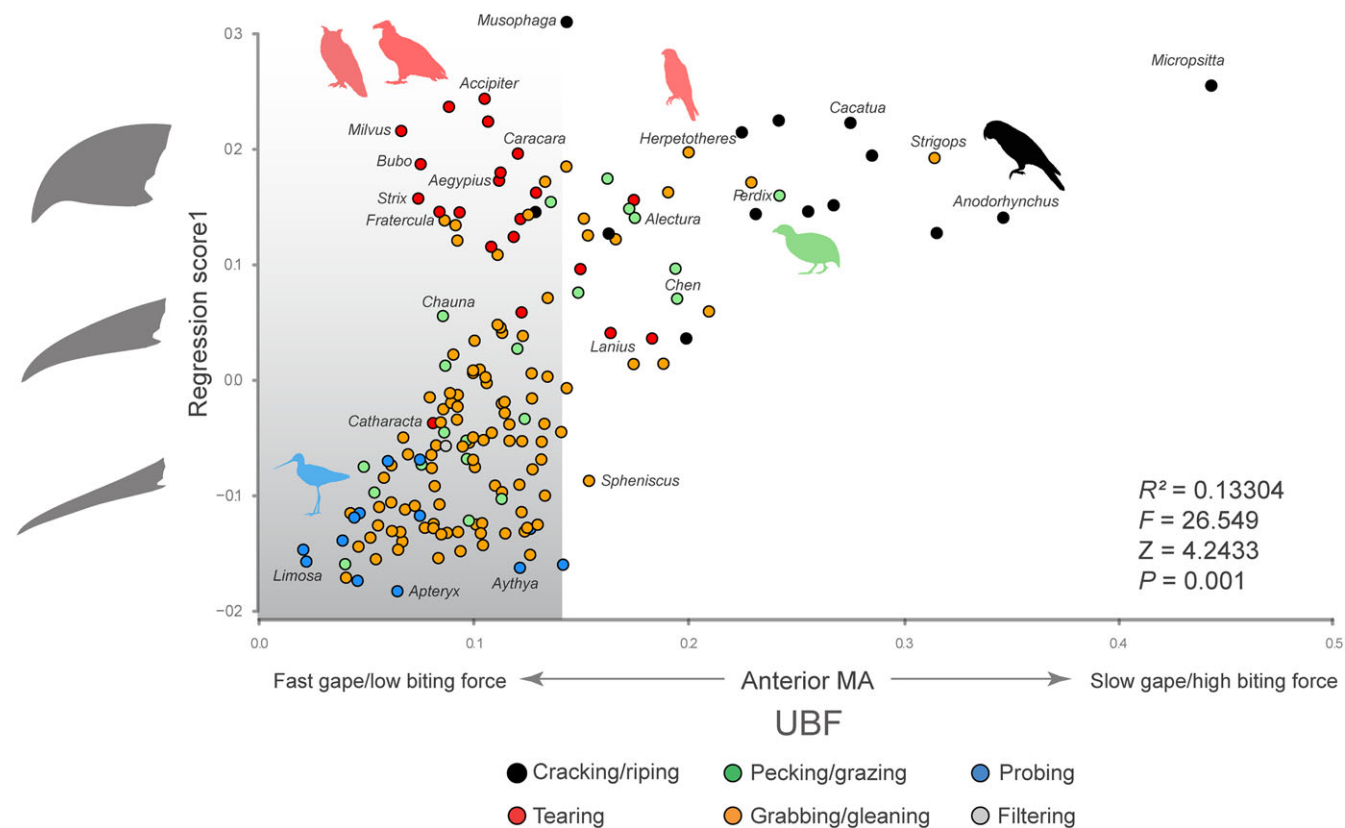 Musophaga
0.3
Micropsitta
Accipiter
Cacatua
Milvus
Caracara
Herpetotheres
Strigops
0.2
Bubo
Aegypius
Perdix
Anodorhynchus
Strix
Fratercula
Alectura
Regression score1
0.1
Chen
Chauna
Lanius
0.0
Catharacta
Spheniscus
−01
R² = 0.13304
F = 26.549
Z = 4.2433
P = 0.001
Limosa
Aythya
Apteryx
−02
0.0 0.1 0.2 0.3 0.4 0.5
Fast gape/low biting force Anterior MA Slow gape/high biting force
UBF
Cracking/riping Pecking/grazing Probing
Tearing Grabbing/gleaning Filtering